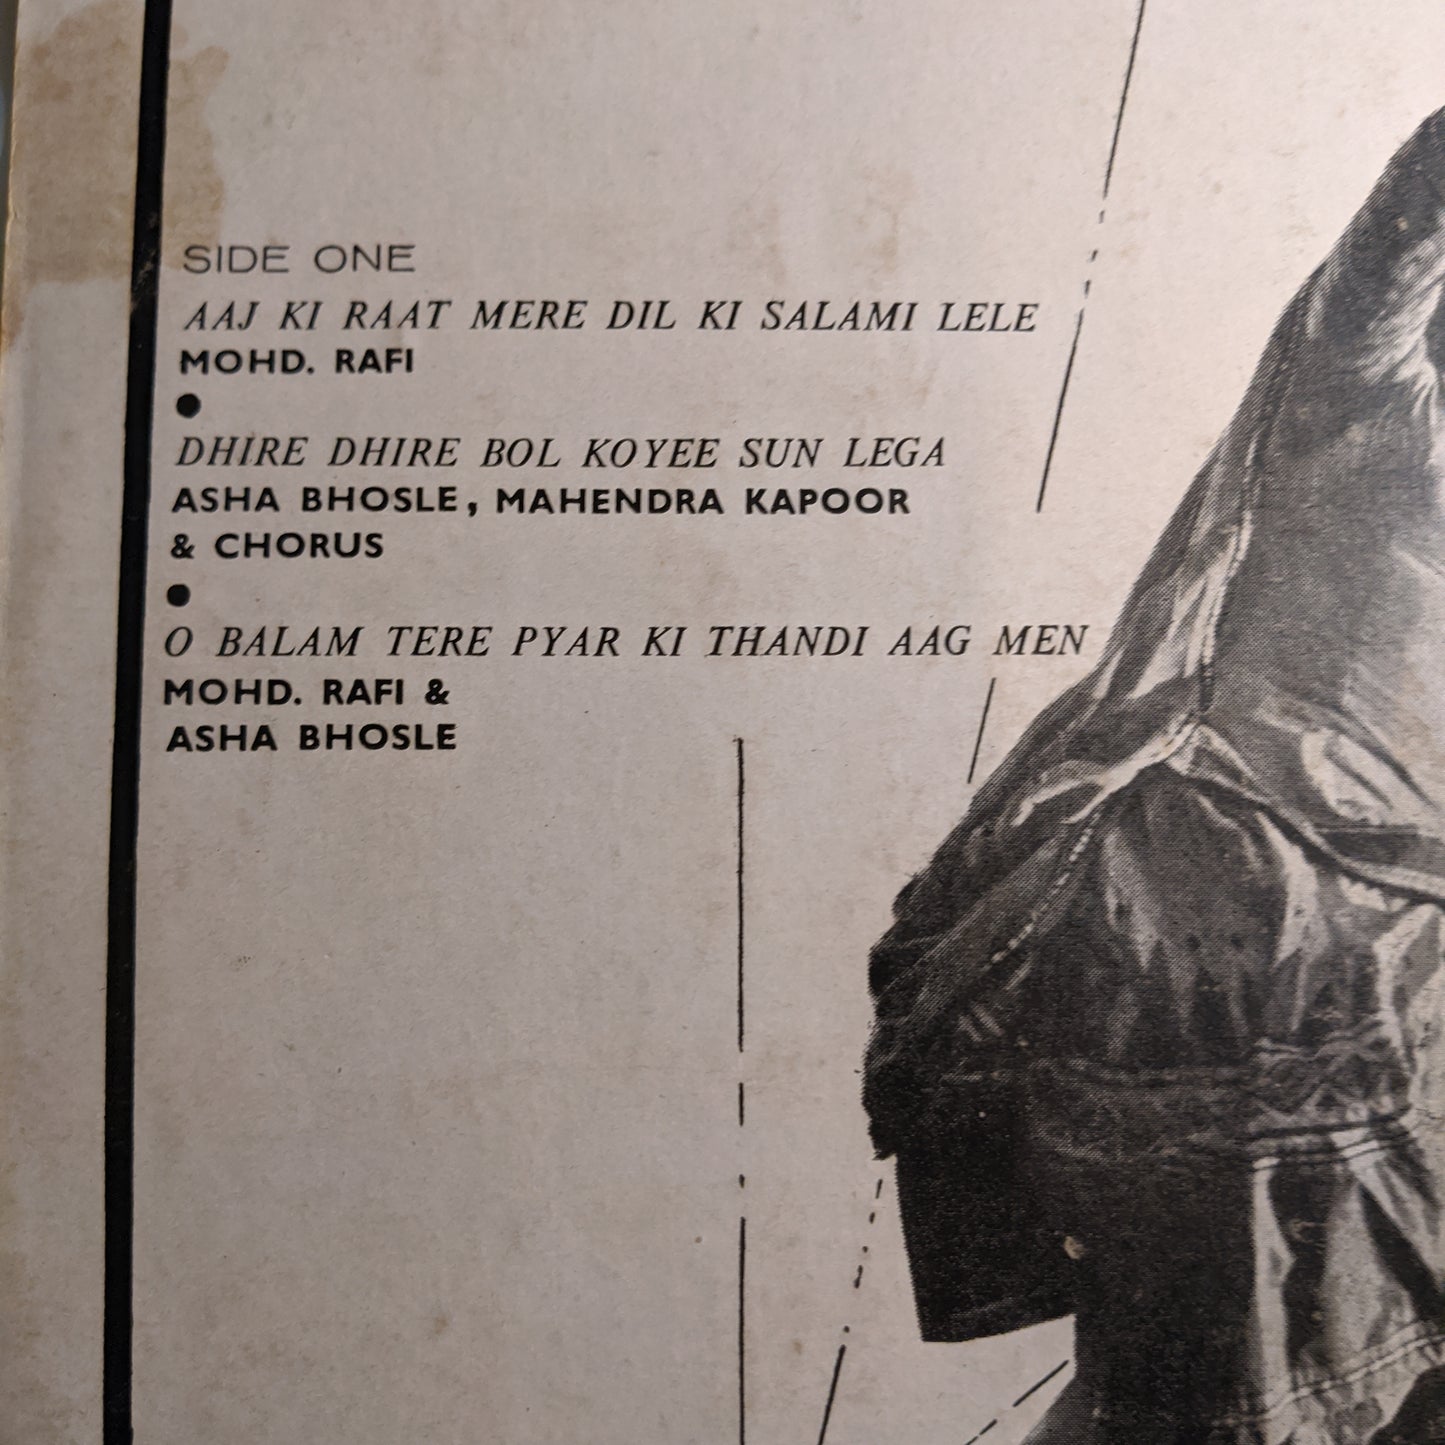 SIDE ONE
AAJ KI RAAT MERE DIL KI SALAMI LELE
MOHD. RAFI
DHIRE DHIRE BOL KOYEE SUN LEGA
ASHA BHOSLE, MAHENDRA KAPOOR
& CHORUS
O BALAM TERE PYAR KI THANDI AAG MEN
MOHD. RAFI &
ASHA BHOSLE